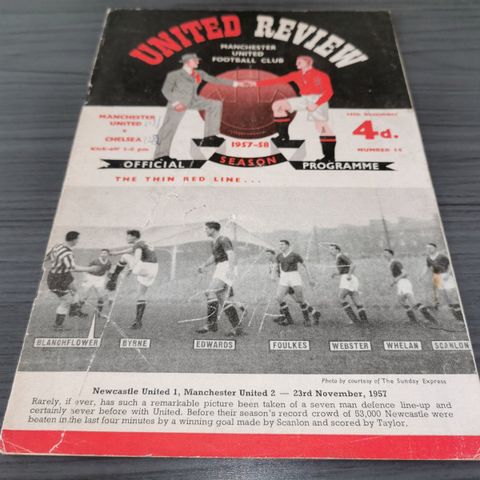 UNITED REVIEW
MANCHESTER
UNITED
FOOTBALL CLUB
MANCHESTER
UNITED
v
CHELSEA
14th DECEMBER
4d.
NUMBER 14
1957-58
SEASON
OFFICIAL
PROGRAMME
THE THIN RED LINE . . .
BLANCHFLOWER
BYRNE
EDWARDS
FOULKES
WEBSTER
WHELAN
SCANLON
Photo by courtesy of The Sunday Express
Newcastle United 1, Manchester United 2 — 23rd November, 1957
Rarely, if ever, has such a remarkable picture been taken of a seven man defence line-up and
certainly never before with United. Before their season's record crowd of 53,000 Newcastle were
beaten in the last four minutes by a winning goal made by Scanlon and scored by Taylor.